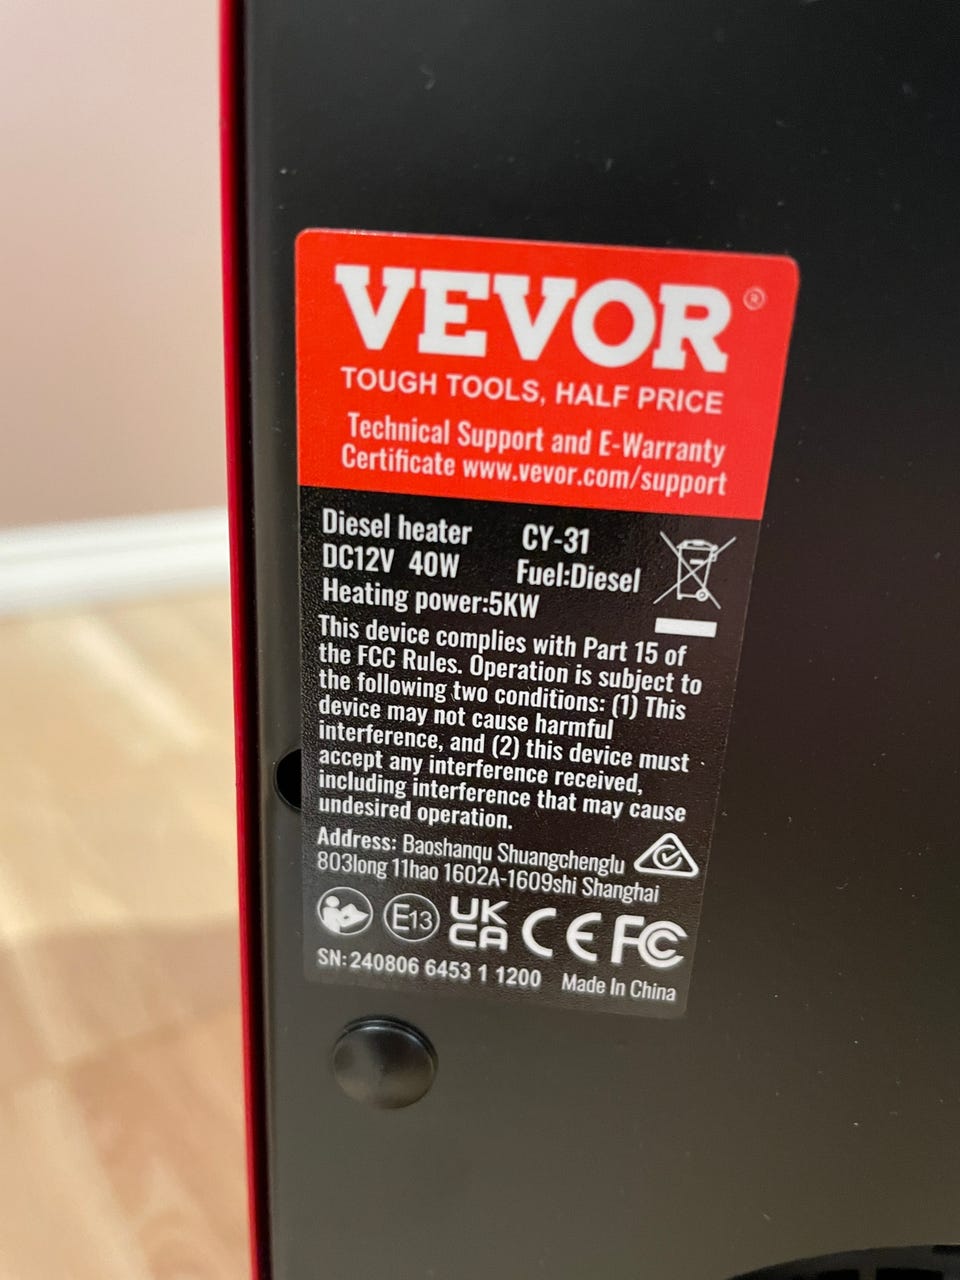 VEVOR®
TOUGH TOOLS, HALF PRICE
Technical Support and E-Warranty
Certificate www.vevor.com/support
Diesel heater CY-31
DC12V 40W Fuel:Diesel
Heating power:5KW
This device complies with Part 15 of
the FCC Rules. Operation is subject to
the following two conditions: (1) This
device may not cause harmful
interference, and (2) this device must
accept any interference received,
including interference that may cause
undesired operation.
Address: Baoshanqu Shuangchenglu
803long 11hao 1602A-1609shi Shanghai
E13 UK CA CE FC
SN: 240806 6453 1 1200 Made In China